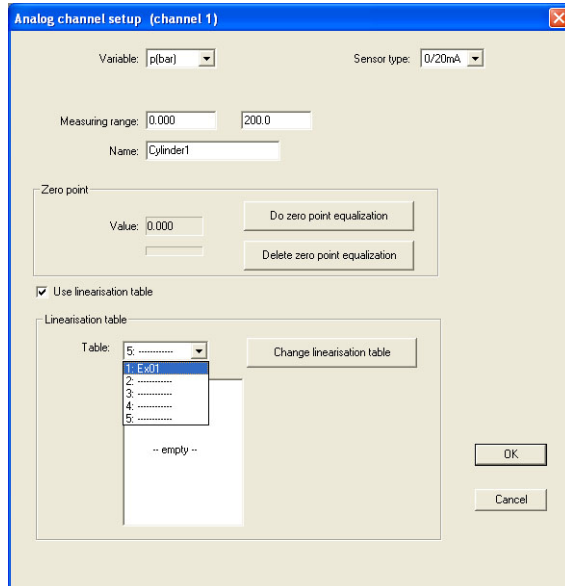 Analog channel setup (channel 1)
Variable: p(bar) Sensor type: 0/20mA
Measuring range: 0.000 200.0
Name: Cylinder1
Zero point
Value: 0.000 Do zero point equalization
Delete zero point equalization
Use linearisation table
Linearisation table
Table: 5: ----------- Change linearisation table
1: Ex01
2: -----------
3: -----------
4: -----------
5: -----------
-- empty --
OK
Cancel